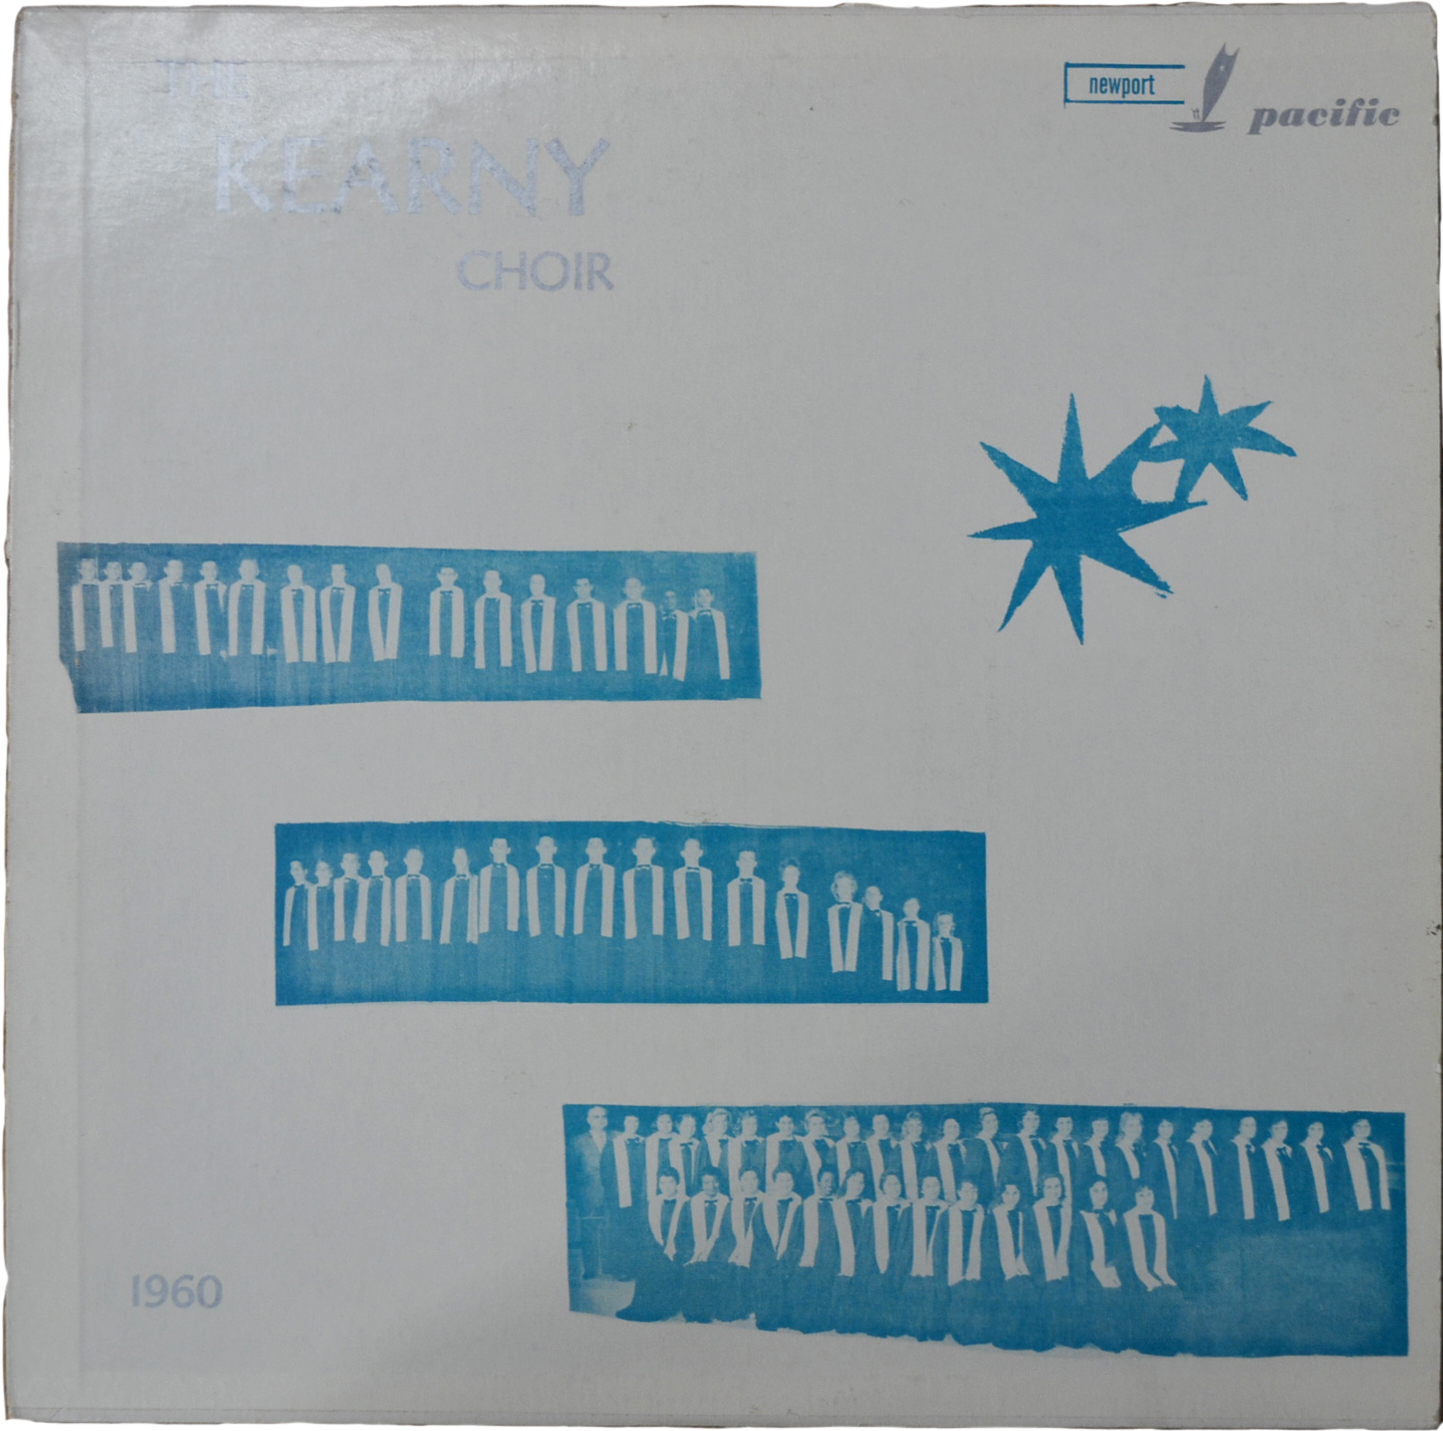 THE
KEARNY
CHOIR
newport
pacific
1960